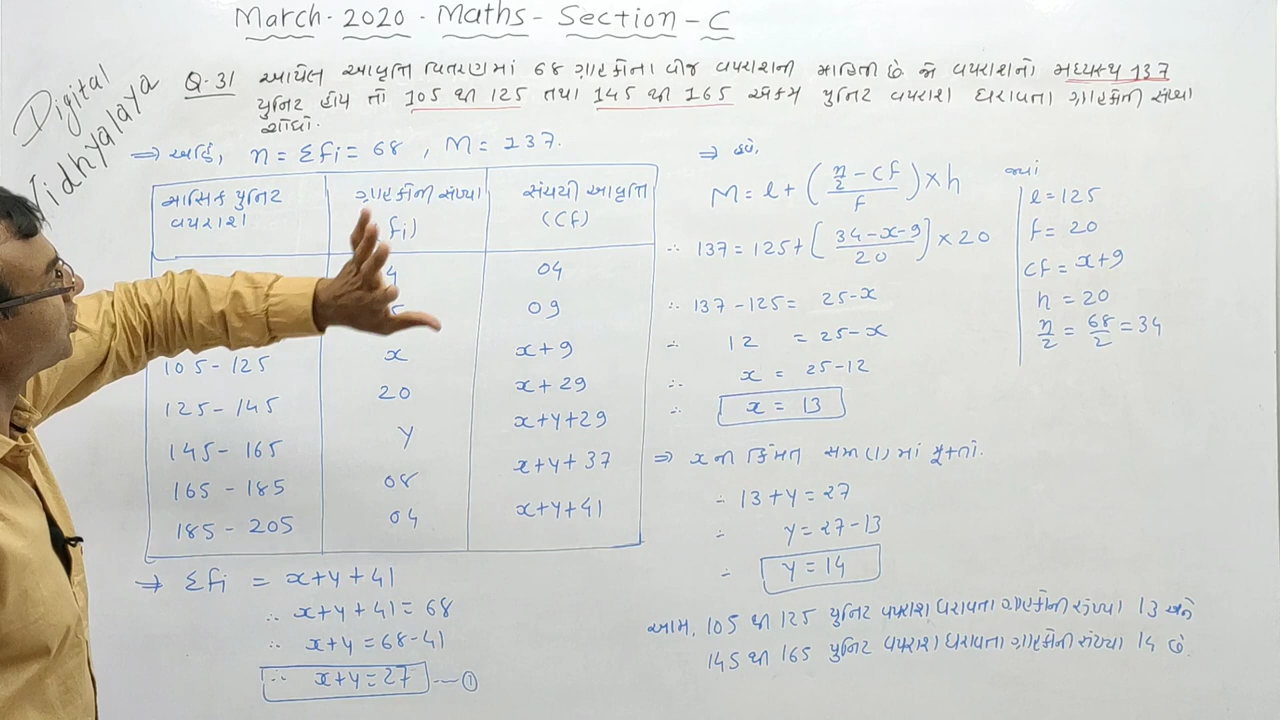 March - 2020 - Maths - Section - C
Digital
Vidhyalaya
Q-31 આપેલ આવૃત્તિ વિતરણમાં 68 ગ્રાહકોના વીજ વપરાશની માહિતી છે જો વપરાશનો મધ્યસ્થ 137
યુનિટ હોય તો 105 થી 125 તથા 145 થી 165 એકમ યુનિટ વપરાશ ધરાવતા ગ્રાહકોની સંખ્યા
શોધો.
⇒ અહિં, n = Σfi = 68 , M = 137.
માસિક યુનિટ વપરાશ ગ્રાહકોની સંખ્યા (fi) સંચયી આવૃત્તિ (cf)
4 04
5 09
105 - 125 x x+9
125 - 145 20 x+29
145 - 165 y x+y+29
165 - 185 08 x+y+37
185 - 205 04 x+y+41
⇒ Σfi = x+y+41
∴ x+y+41 = 68
∴ x+y = 68-41
∴ x+y = 27 — ①
⇒ હવે,
M = l + (n/2 - cf / f) × h
∴ 137 = 125 + [34-x-9 / 20] × 20
∴ 137-125 = 25-x
∴ 12 = 25-x
∴ x = 25-12
∴ x = 13
જ્યાં
l = 125
f = 20
cf = x+9
h = 20
n/2 = 68/2 = 34
⇒ x ની કિંમત સમી (1) માં મૂકતાં.
∴ 13+y = 27
∴ y = 27-13
∴ y = 14
આમ, 105 થી 125 યુનિટ વપરાશ ધરાવતા ગ્રાહકોની સંખ્યા 13 અને
145 થી 165 યુનિટ વપરાશ ધરાવતા ગ્રાહકોની સંખ્યા 14 છે.